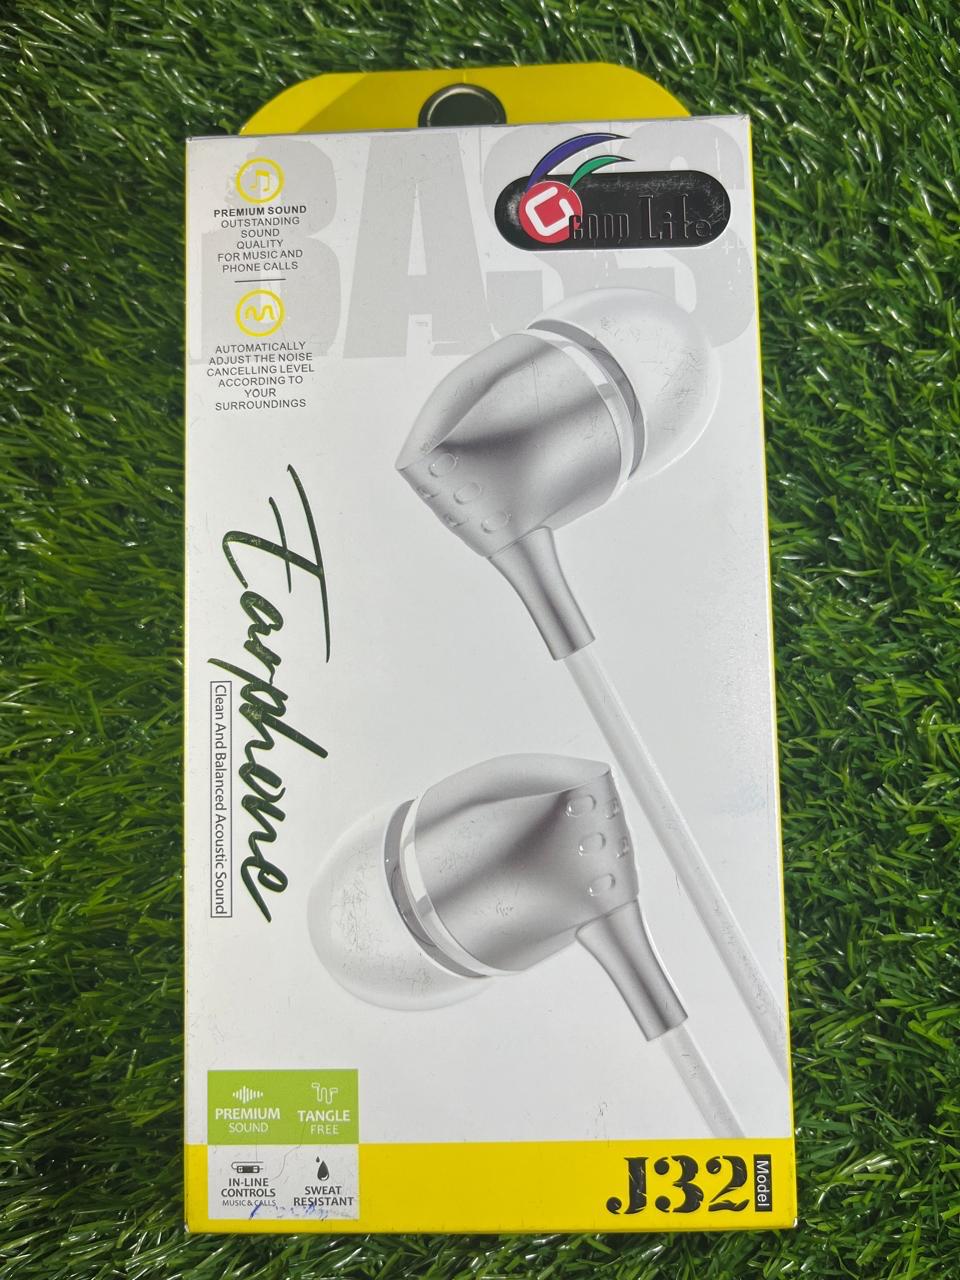 BASS
GOOD Lite
PREMIUM SOUND
OUTSTANDING
SOUND
QUALITY
FOR MUSIC AND
PHONE CALLS
AUTOMATICALLY
ADJUST THE NOISE
CANCELLING LEVEL
ACCORDING TO
YOUR
SURROUNDINGS
Earphone
Clean And Balanced Acoustic Sound
PREMIUM
SOUND
TANGLE
FREE
IN-LINE
CONTROLS
MUSIC & CALLS
SWEAT
RESISTANT
J32
Model